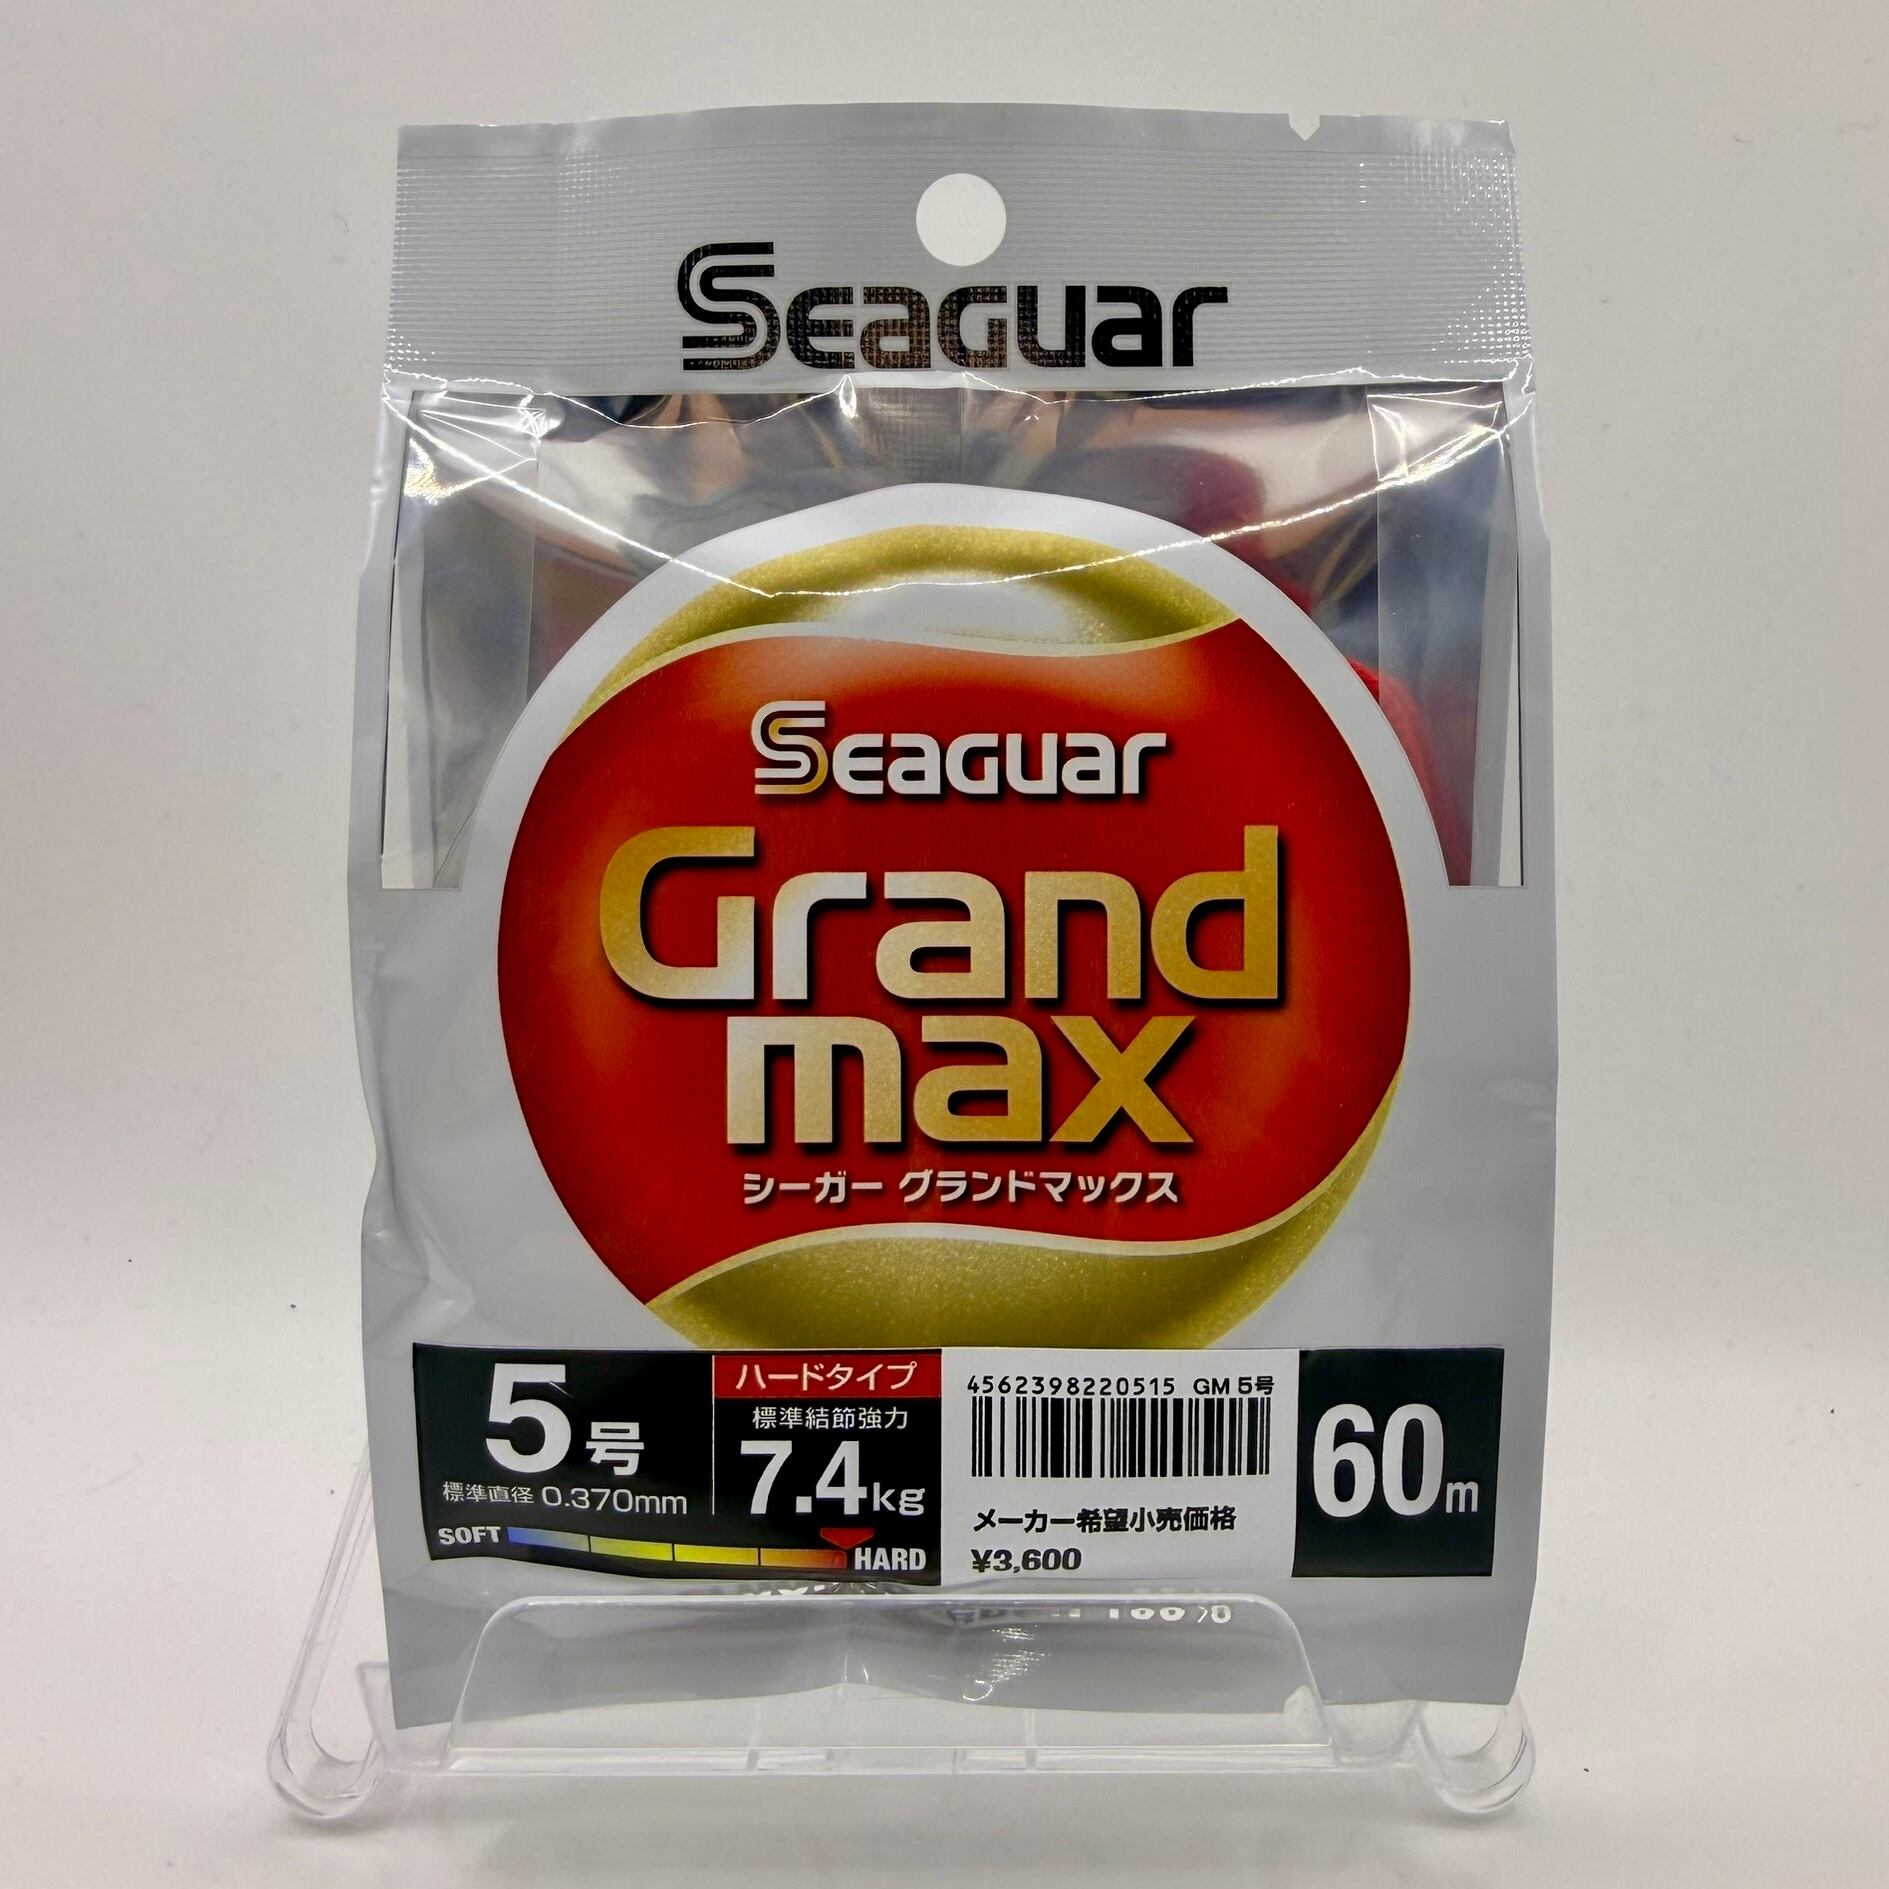 Seaguar
Seaguar
Grand
max
シーガー グランドマックス
5号
標準直径 0.370mm
ハードタイプ
標準結節強力
7.4kg
SOFT
HARD
4562398220515 GM 5号
メーカー希望小売価格
¥3,600
60m